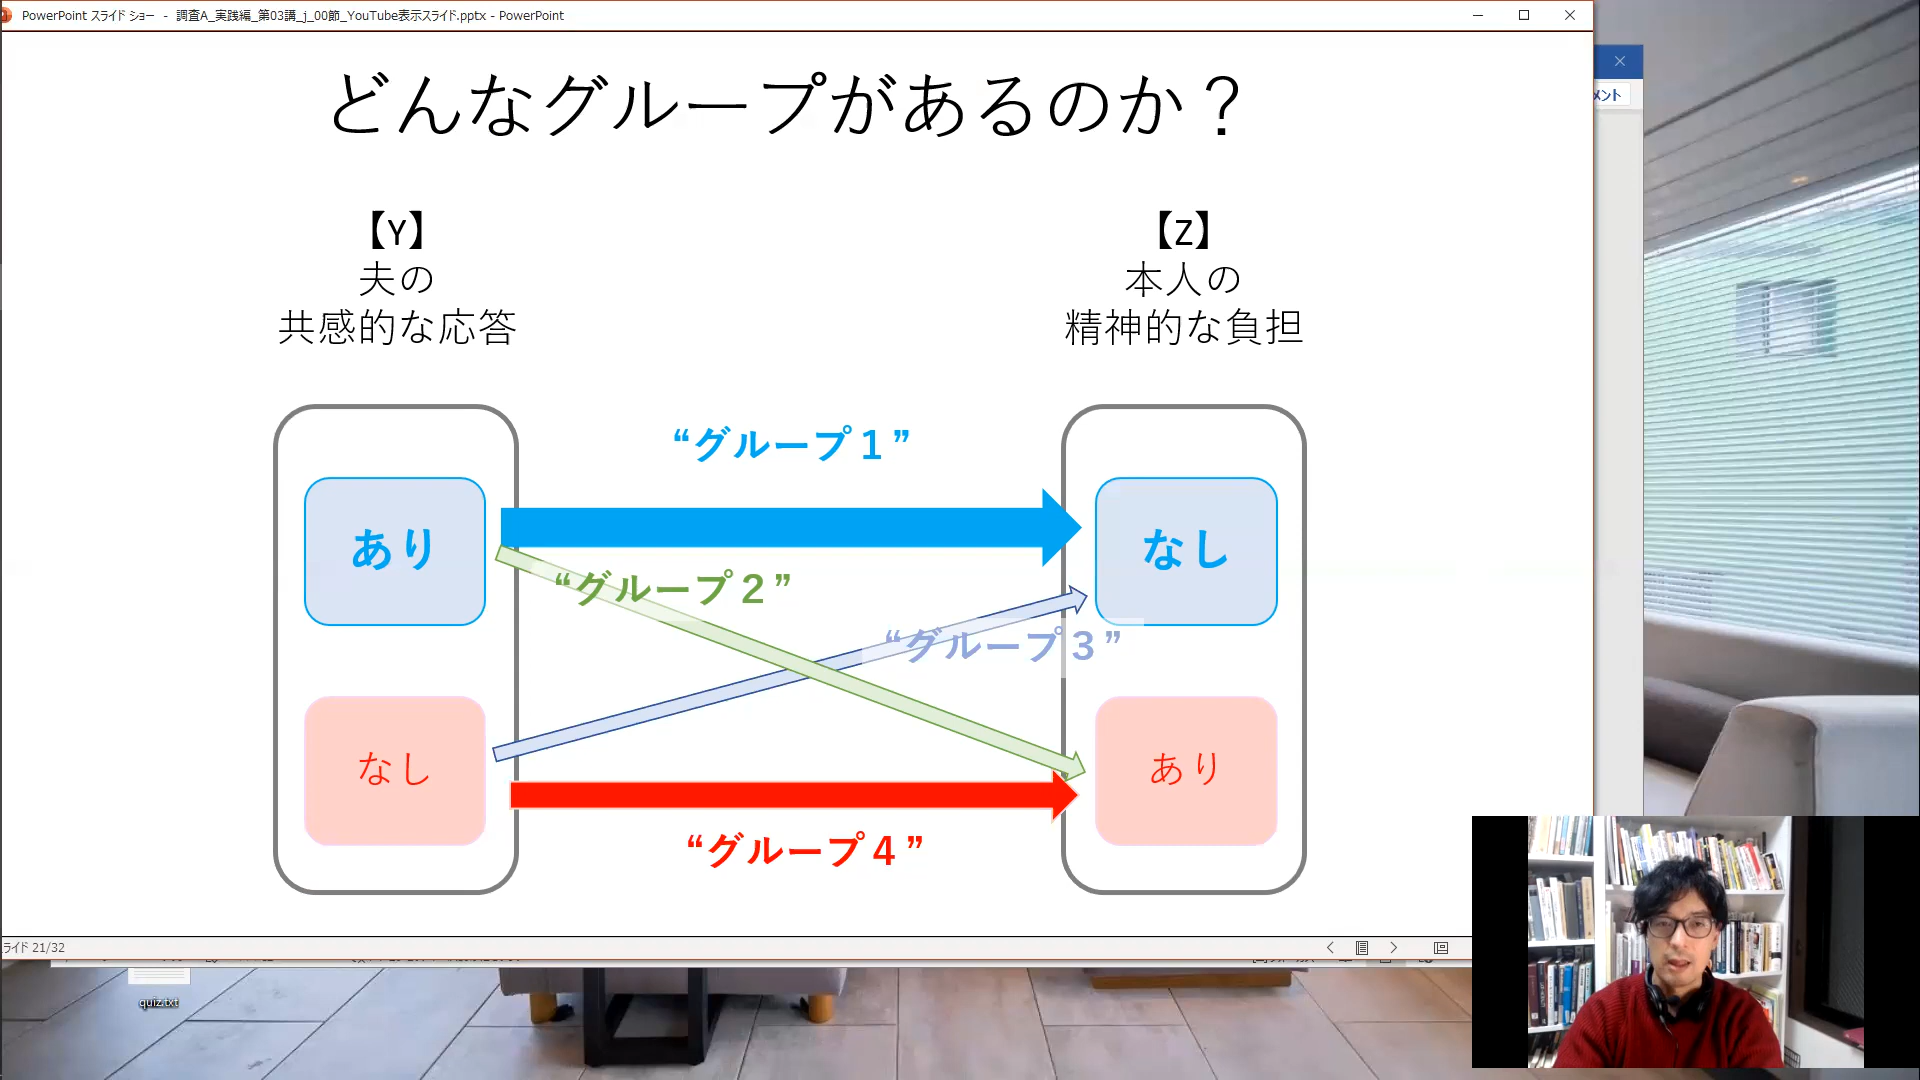 PowerPoint スライド ショー - 調査A_実践編_第03講_j_00節_YouTube表示スライド.pptx - PowerPoint
メント
どんなグループがあるのか？
【Y】
夫の
共感的な応答
【Z】
本人の
精神的な負担
“グループ１”
あり
なし
“グループ２”
“グループ３”
なし
あり
“グループ４”
ライド 21/32
quiz.txt